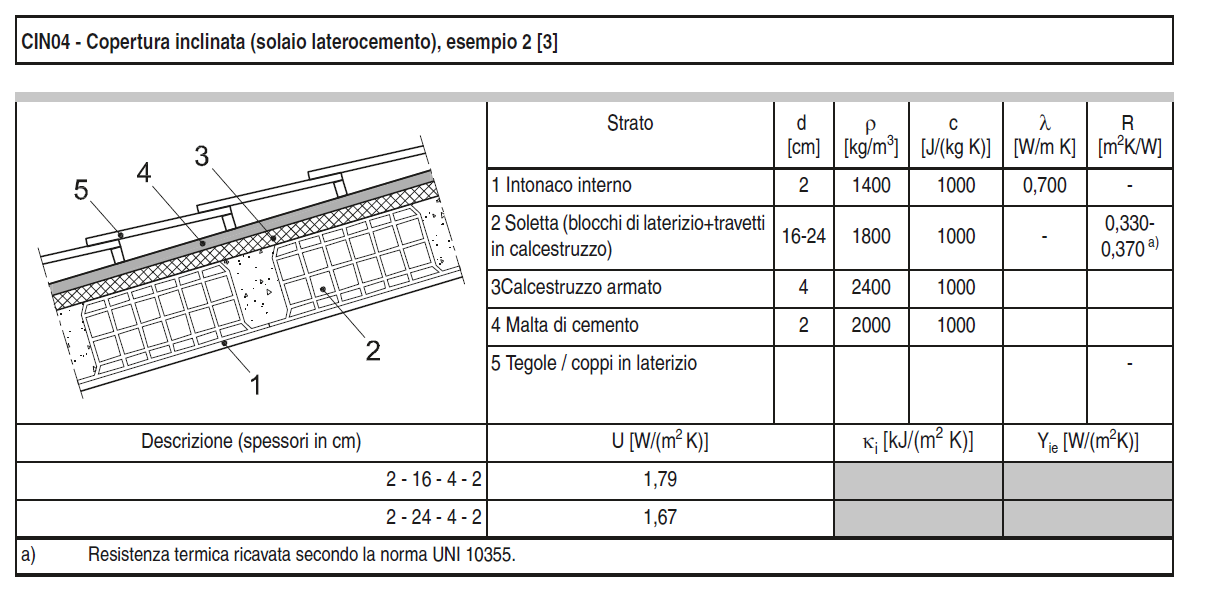 CIN04 - Copertura inclinata (solaio laterocemento), esempio 2 [3]
Strato d ρ c λ R
[cm] [kg/m³] [J/(kg K)] [W/m K] [m²K/W]
1 Intonaco interno 2 1400 1000 0,700 -
2 Soletta (blocchi di laterizio+travetti
in calcestruzzo) 16-24 1800 1000 - 0,330-
0,370 a)
3Calcestruzzo armato 4 2400 1000
4 Malta di cemento 2 2000 1000
5 Tegole / coppi in laterizio -
3
4
5
2
1
Descrizione (spessori in cm) U [W/(m² K)] κi [kJ/(m² K)] Yie [W/(m²K)]
2 - 16 - 4 - 2 1,79
2 - 24 - 4 - 2 1,67
a) Resistenza termica ricavata secondo la norma UNI 10355.